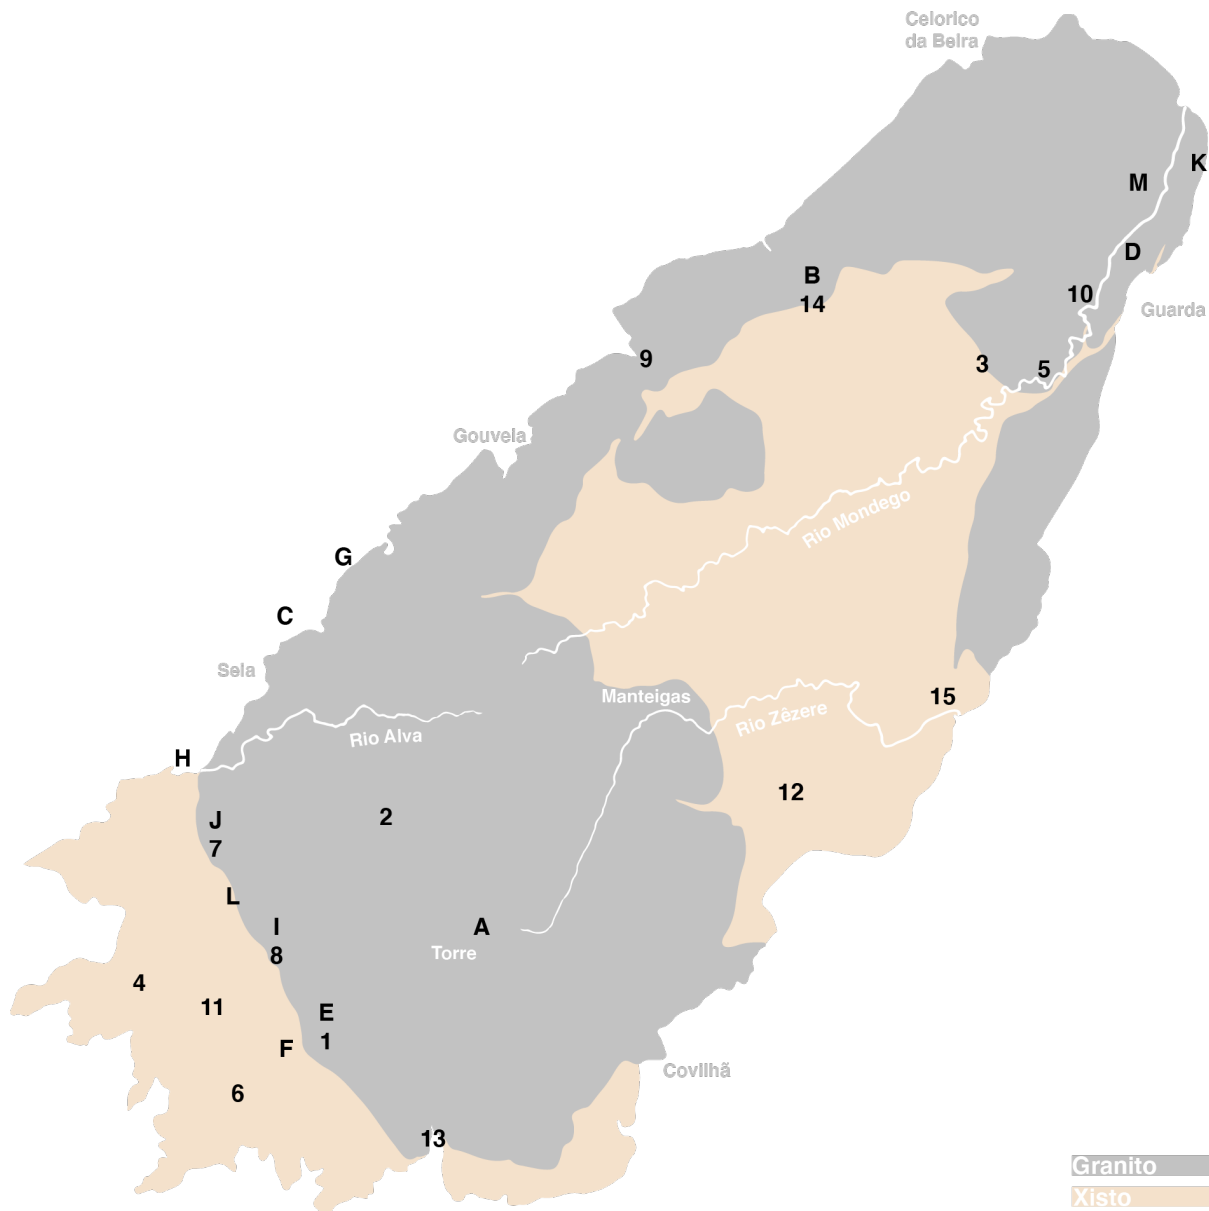 Celorico
da Beira
K
M
D
B
10
14
Guarda
9
3
5
Gouveia
Rio Mondego
G
C
Seia
Manteigas
15
Rio Zêzere
Rio Alva
H
12
J
2
7
L
I
A
8
Torre
4
11
E
1
F
Covilhã
6
13
Granito
Xisto